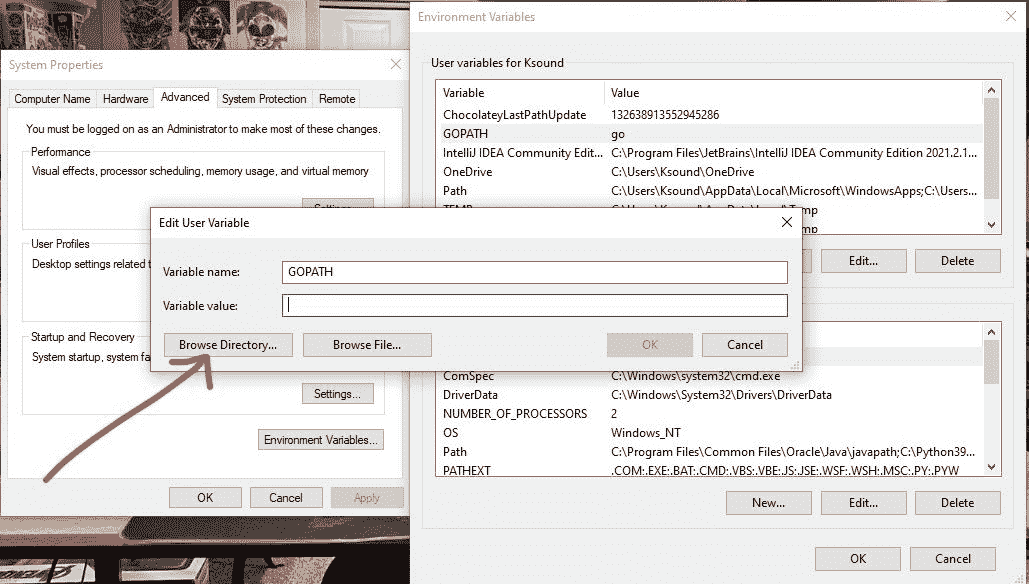 System Properties
Computer Name Hardware Advanced System Protection Remote
You must be logged on as an Administrator to make most of these changes.
Performance
Visual effects, processor scheduling, memory usage, and virtual memory
User Profiles
Desktop settings related
Startup and Recovery
System startup, system fa
Settings...
Environment Variables...
OK Cancel Apply
Environment Variables
User variables for Ksound
Variable Value
ChocolateyLastPathUpdate 132638913552945286
GOPATH go
IntelliJ IDEA Community Edit... C:\Program Files\JetBrains\IntelliJ IDEA Community Edition 2021.2.1...
OneDrive C:\Users\Ksound\OneDrive
Path C:\Users\Ksound\AppData\Local\Microsoft\WindowsApps;C:\Users...
Edit... Delete
Edit User Variable
Variable name: GOPATH
Variable value:
Browse Directory... Browse File... OK Cancel
ComSpec C:\Windows\system32\cmd.exe
DriverData C:\Windows\System32\Drivers\DriverData
NUMBER_OF_PROCESSORS 2
OS Windows_NT
Path C:\Program Files\Common Files\Oracle\Java\javapath;C:\Python39...
PATHEXT .COM;.EXE;.BAT;.CMD;.VBS;.VBE;.JS;.JSE;.WSF;.WSH;.MSC;.PY;.PYW
New... Edit... Delete
OK Cancel